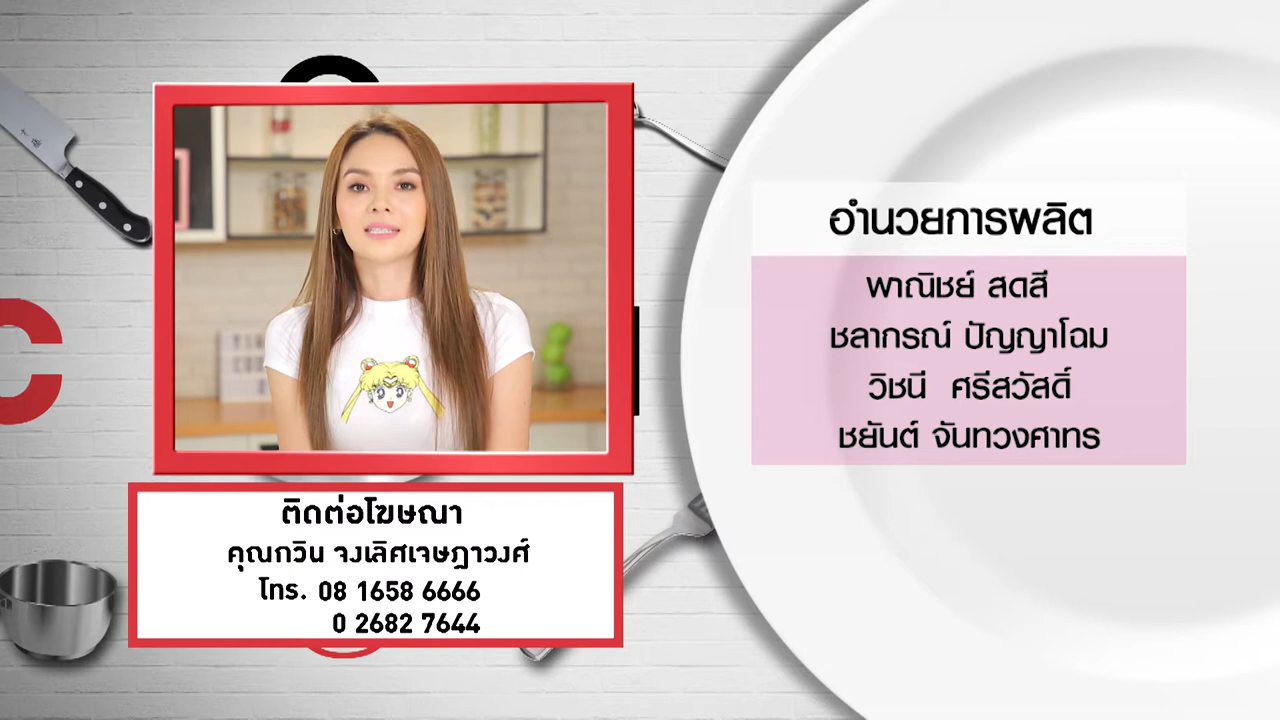 ติดต่อโฆษณา
คุณกวิน จงเลิศเจษฎาวงศ์
โทร. 08 1658 6666
0 2682 7644
อำนวยการผลิต
พาณิชย์ สดสี
ชลากรณ์ ปัญญาโฉม
วิชนี ศรีสวัสดิ์
ชยันต์ จันทวงศาทร